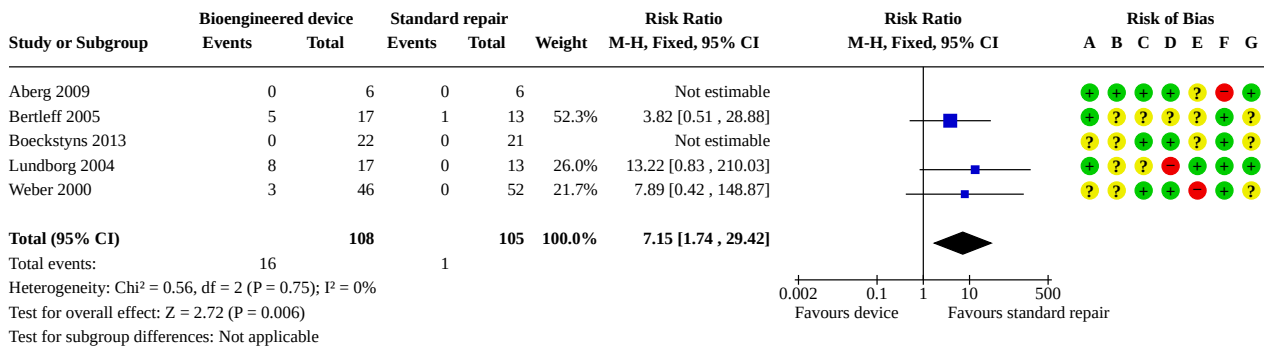 Bioengineered device Standard repair Risk Ratio Risk Ratio Risk of Bias
Study or Subgroup Events Total Events Total Weight M-H, Fixed, 95% CI M-H, Fixed, 95% CI A B C D E F G
Aberg 2009 0 6 0 6 Not estimable + + + + ? − +
Bertleff 2005 5 17 1 13 52.3% 3.82 [0.51 , 28.88] + ? ? ? ? + ?
Boeckstyns 2013 0 22 0 21 Not estimable ? ? + + ? + ?
Lundborg 2004 8 17 0 13 26.0% 13.22 [0.83 , 210.03] + ? ? − + + +
Weber 2000 3 46 0 52 21.7% 7.89 [0.42 , 148.87] ? ? + + − + ?
Total (95% CI) 108 105 100.0% 7.15 [1.74 , 29.42]
Total events: 16 1
Heterogeneity: Chi² = 0.56, df = 2 (P = 0.75); I² = 0%
Test for overall effect: Z = 2.72 (P = 0.006)
Test for subgroup differences: Not applicable
0.002 0.1 1 10 500
Favours device Favours standard repair